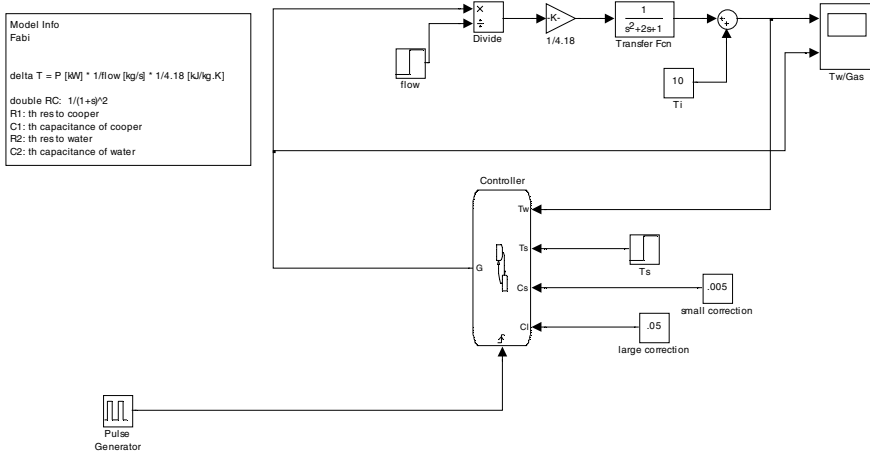 Model Info
Fabi
delta T = P [kW] * 1/flow [kg/s] * 1/4.18 [kJ/kg.K]
double RC:  1/(1+s)^2
R1: th res to cooper
C1: th capacitance of cooper
R2: th res to water
C2: th capacitance of water
×
÷
Divide
flow
-K-
1/4.18
1
s²+2s+1
Transfer Fcn
+
+
10
Ti
Tw/Gas
Controller
Tw
Ts
G
Cs
Cl
Ts
.005
small correction
.05
large correction
Pulse
Generator